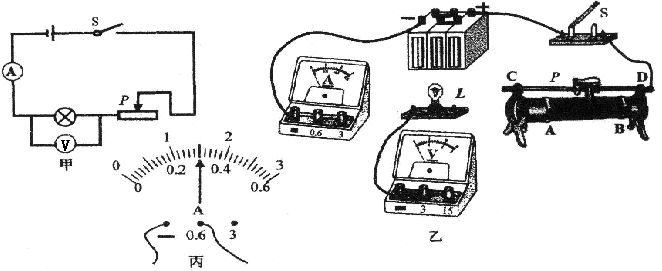 S
A
P
V
甲
0 1 2 3
0 0.2 0.4 0.6
A
— 0.6 3
丙
− +
S
A
0.6 3
L
V
3 15
C P D
A B
乙